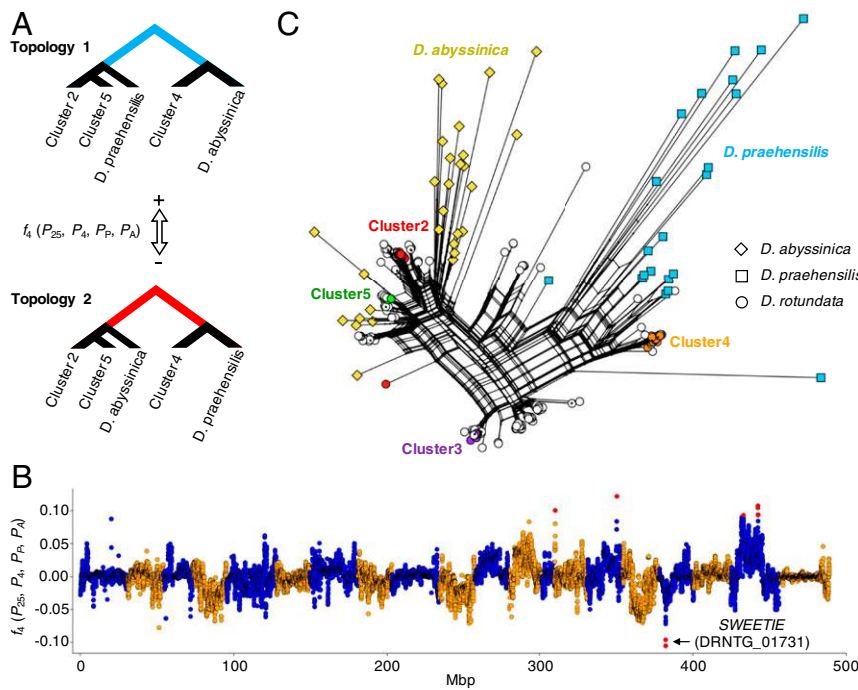 A
Topology 1
Cluster 2
Cluster 5
D. praehensilis
Cluster 4
D. abyssinica
+
f4 (P25, P4, PP, PA)
-
Topology 2
Cluster 2
Cluster 5
D. abyssinica
Cluster 4
D. praehensilis
C
D. abyssinica
D. praehensilis
Cluster2
Cluster5
Cluster4
Cluster3
D. abyssinica
D. praehensilis
D. rotundata
B
f4 (P25, P4, PP, PA)
0.10
0.05
0.00
-0.05
-0.10
SWEETIE
(DRNTG_01731)
0
100
200
300
400
500
Mbp